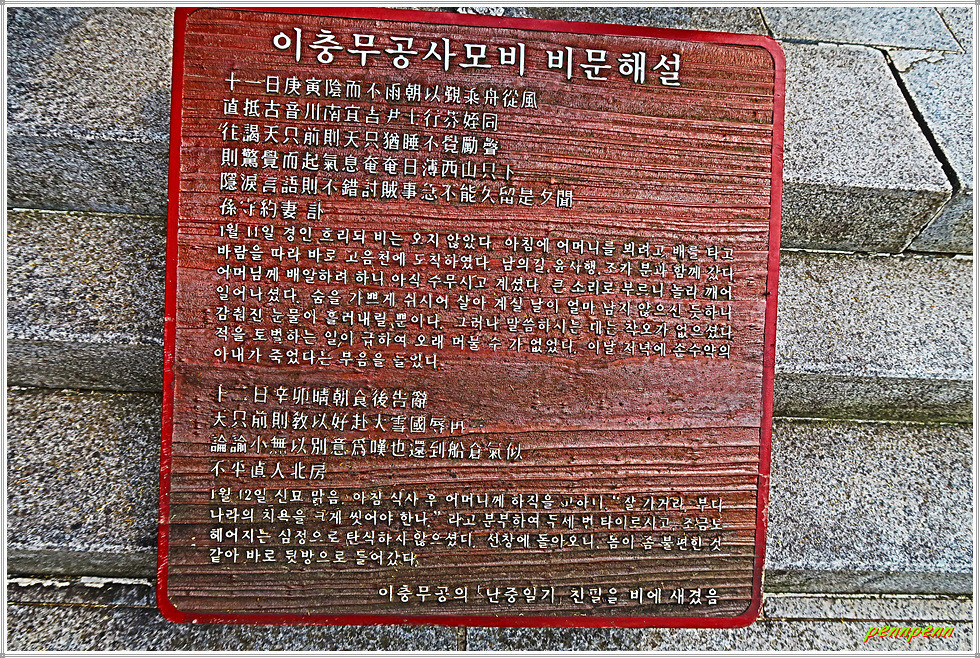 이충무공사모비 비문해설
十一日庚寅陰而不雨朝以觐乘舟從風
直抵古音川南宜吉尹士行芬姪同
往謁天只前則天只猶睡不覺勵聲
則驚覺而起氣息奄奄日薄西山只下
隱淚言語則不錯討賊事急不能久留是夕聞
孫守約妻 訃
1월 11일 경인 흐리되 비는 오지 않았다. 아침에 어머니를 뵈려고 배를 타고
바람을 따라 바로 고음천에 도착하였다. 남의길, 윤사행, 조카 분과 함께 갔다
어머님께 배알하려 하니 아직 수무시고 계셨다. 큰 소리로 부르니 놀라 깨어
일어나셨다. 숨을 가쁘게 쉬시어 살아 계실 날이 얼마 남지 않으신 듯하니
감춰진 눈물이 흘러내릴 뿐이다. 그러나 말씀하시는 데는 착오가 없으셨다
적을 토벌하는 일이 급하여 오래 머물 수 가 없었다. 이날 저녁에 손수약의
아내가 죽었다는 부음을 들었다.
十二日辛卯晴朝食後告辭
天只前則教以好赴大雪國辱再三
論諭小無以別意爲嘆也還到船倉氣似
不平直入北房
1월 12일 신묘 맑음. 아침 식사 후 어머니께 하직을 고하니, "잘 가거라, 부디
나라의 치욕을 크게 씻어야 한다." 라고 분부하여 두세 번 타이르시고, 조금도
헤어지는 심정으로 탄식하지 않으셨다. 선창에 돌아오니, 몸이 좀 불편한 것
같아 바로 뒷방으로 들어갔다.
이충무공의 「난중일기」 친필을 비에 새겼음
pennpenn